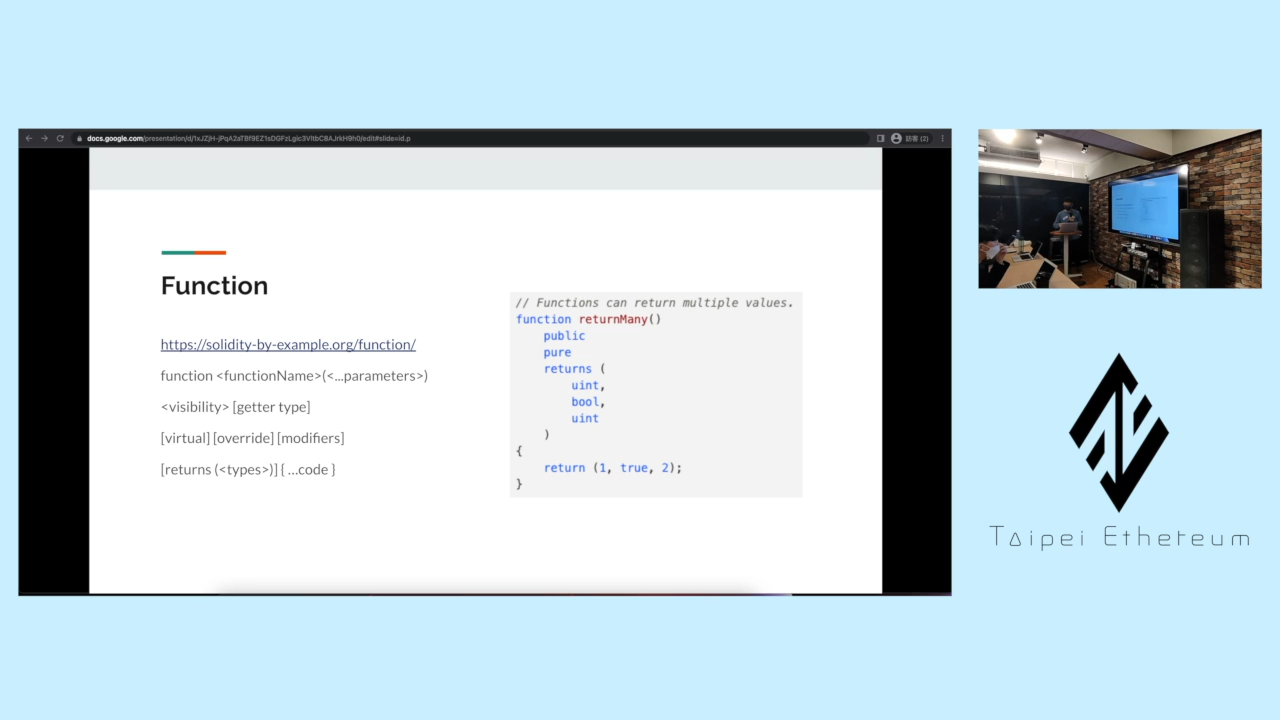 docs.google.com/presentation/d/1xJZjH-jPqA2aTBf9EZ1sDGFzLgic3VltbC8AJrkH9h0/edit#slide=id.p
訪客 (2)
Function
https://solidity-by-example.org/function/
function <functionName>(<...parameters>)
<visibility> [getter type]
[virtual] [override] [modifiers]
[returns (<types>)] { ...code }
// Functions can return multiple values.
function returnMany()
public
pure
returns (
uint,
bool,
uint
)
{
return (1, true, 2);
}
Taipei Ethereum